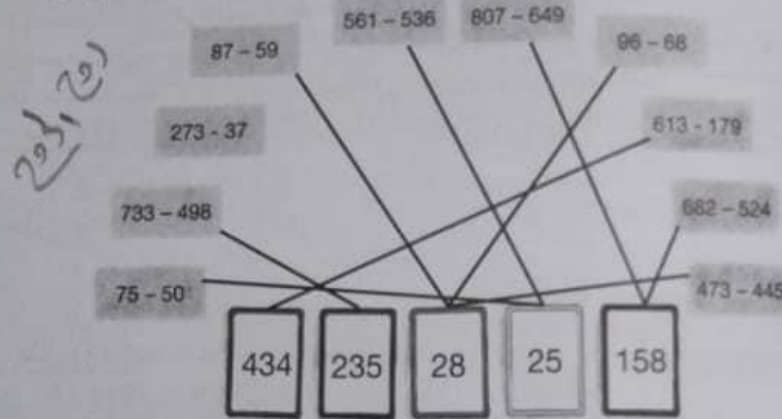 561 – 536 807 – 649
87 – 59 96 – 68
273 - 37 613 - 179
733 – 498 682 – 524
75 – 50 473 – 445
434 235 28 25 158